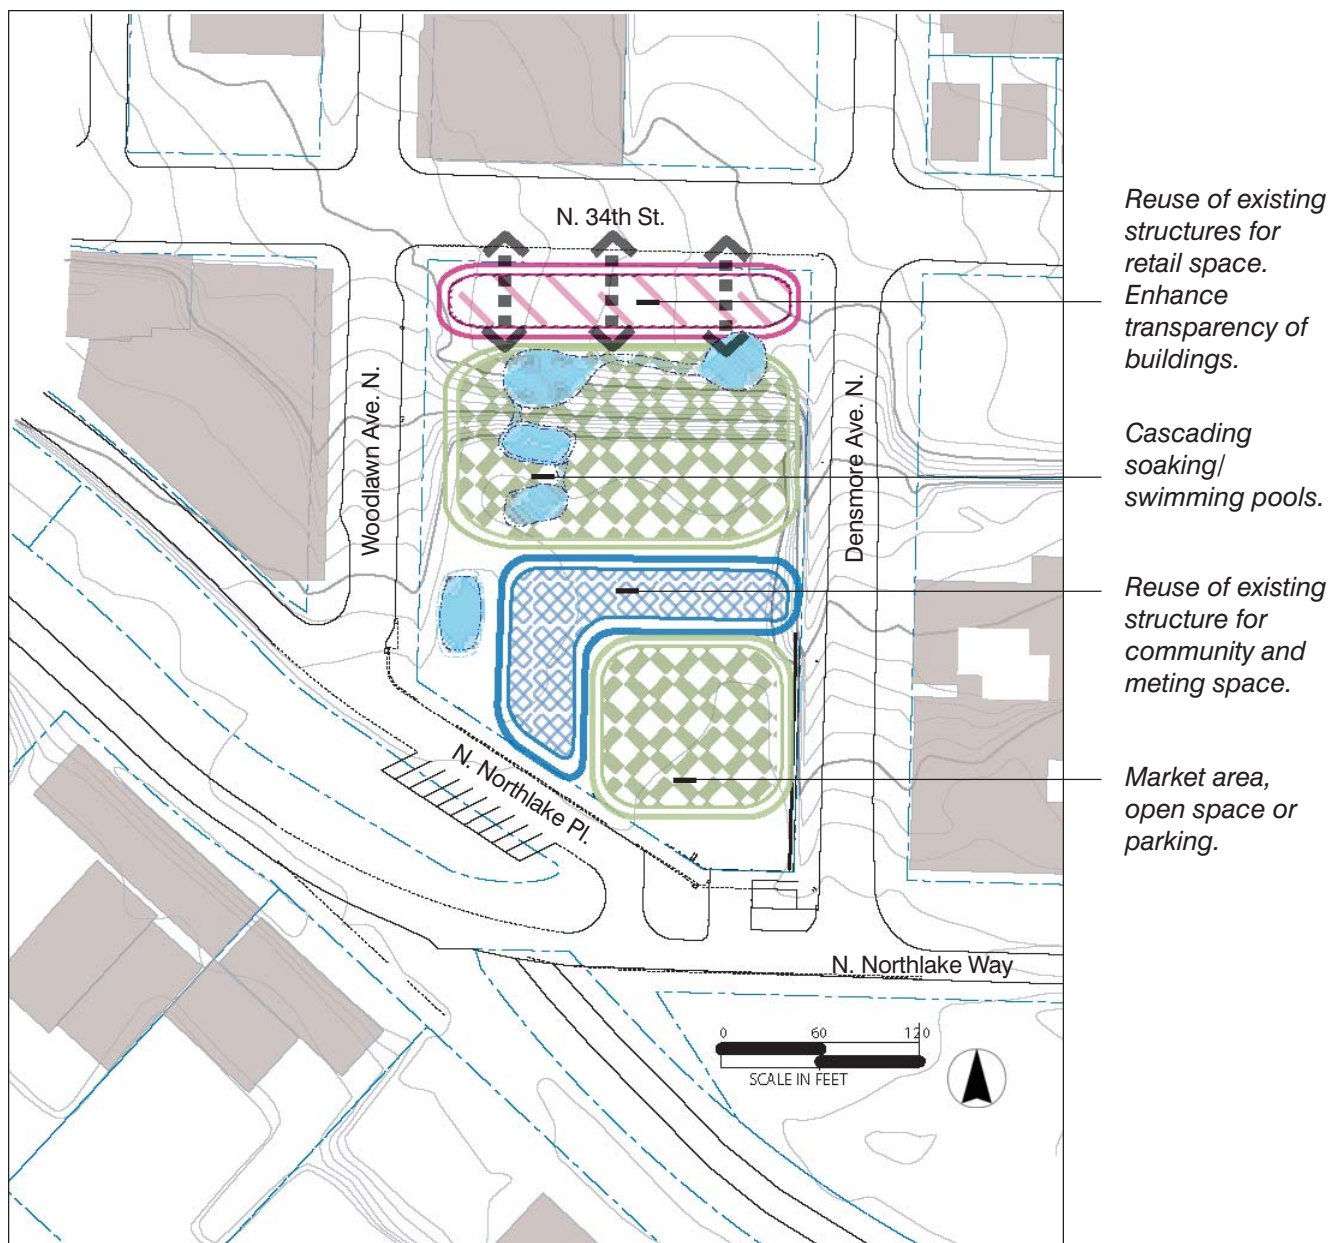 N. 34th St.
Woodlawn Ave. N.
Densmore Ave. N.
N. Northlake Pl.
N. Northlake Way
0 60 120
SCALE IN FEET
Reuse of existing
structures for
retail space.
Enhance
transparency of
buildings.
Cascading
soaking/
swimming pools.
Reuse of existing
structure for
community and
meting space.
Market area,
open space or
parking.